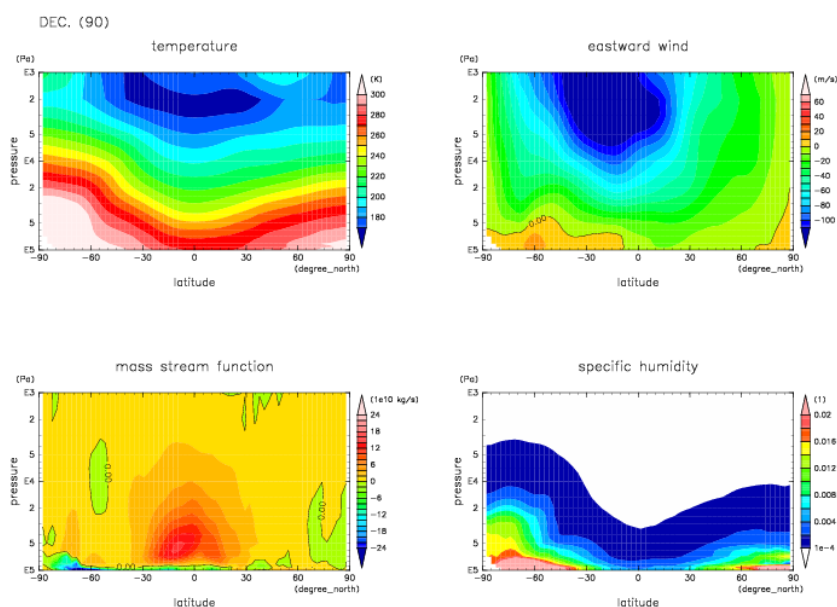 DEC. (90)
temperature
(Pa)
(K)
E3
2
5
E4
2
5
E5
pressure
300
280
260
240
220
200
180
-90 -60 -30 0 30 60 90
(degree_north)
latitude
eastward wind
(Pa)
(m/s)
E3
2
5
E4
2
5
E5
pressure
0.00
60
40
20
0
-20
-40
-60
-80
-100
-90 -60 -30 0 30 60 90
(degree_north)
latitude
mass stream function
(Pa)
(1e10 kg/s)
E3
2
5
E4
2
5
E5
pressure
0.00
0.00
0.00
24
18
12
6
0
-6
-12
-18
-24
-90 -60 -30 0 30 60 90
(degree_north)
latitude
specific humidity
(Pa)
(1)
E3
2
5
E4
2
5
E5
pressure
0.02
0.016
0.012
0.008
0.004
1e-4
-90 -60 -30 0 30 60 90
(degree_north)
latitude